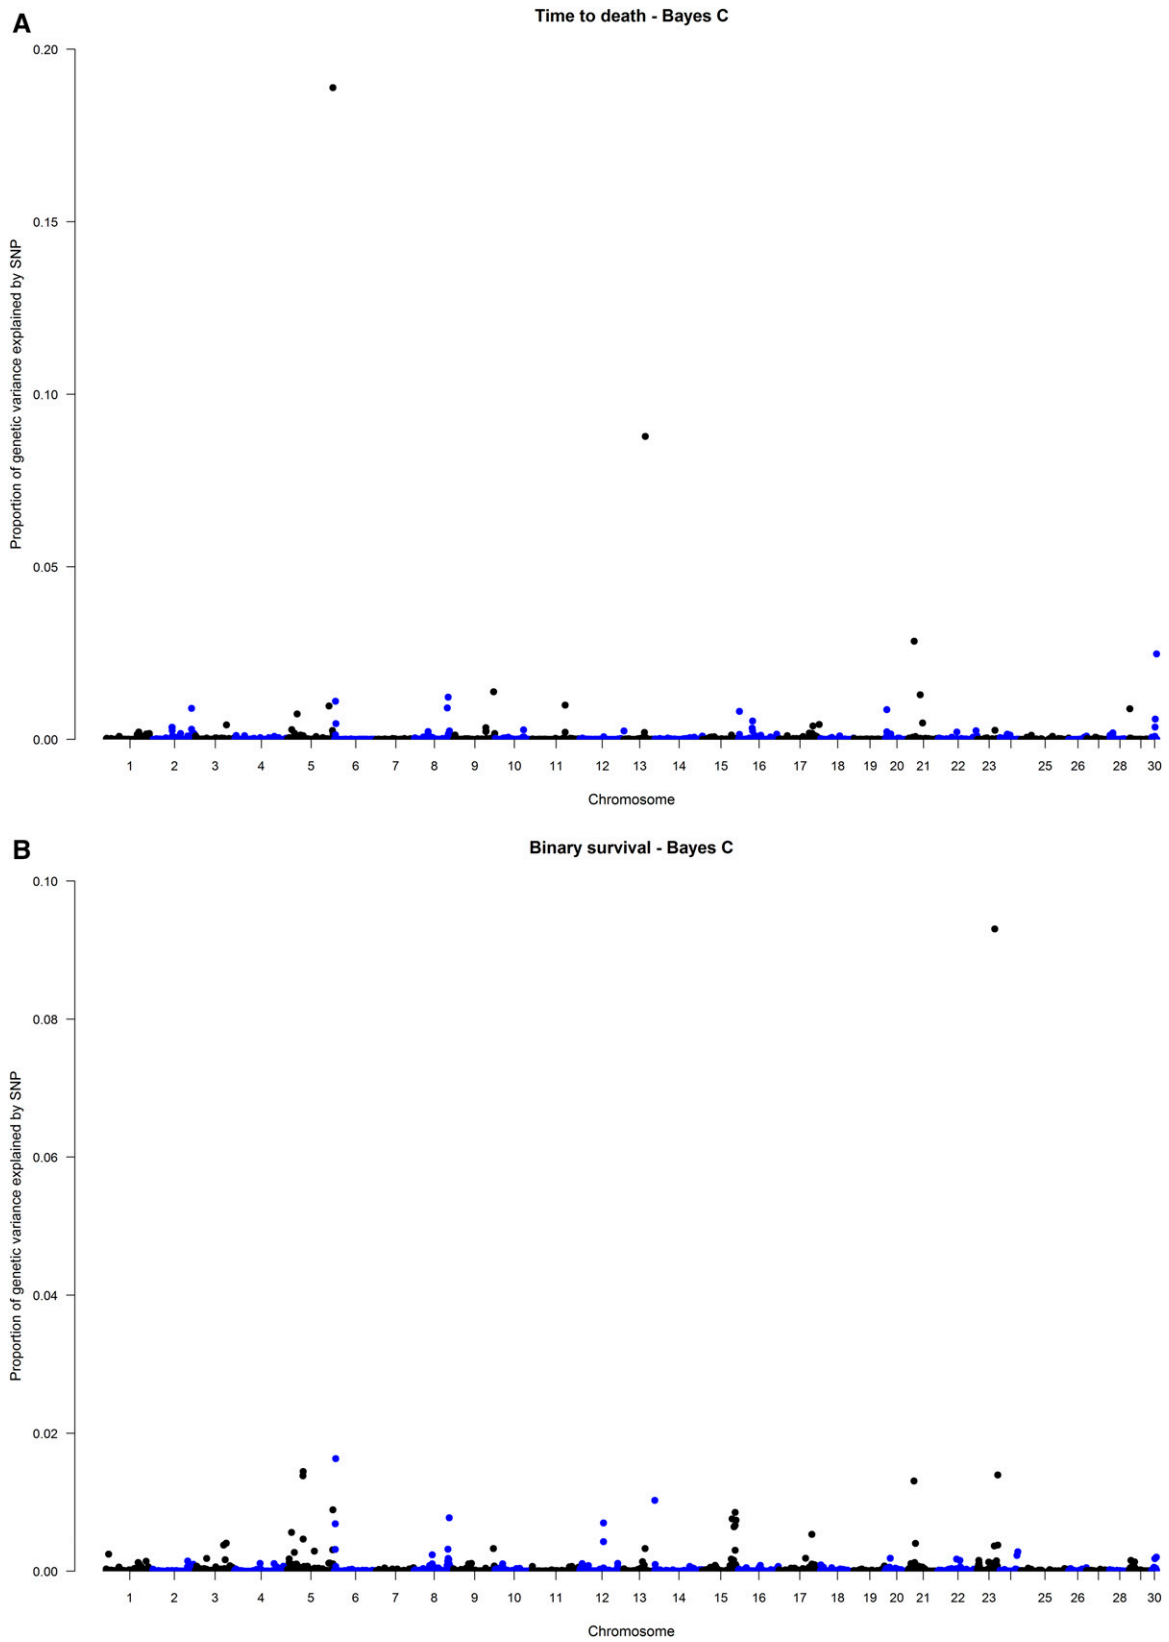 A
Time to death - Bayes C
Proportion of genetic variance explained by SNP
0.20
0.15
0.10
0.05
0.00
1 2 3 4 5 6 7 8 9 10 11 12 13 14 15 16 17 18 19 20 21 22 23 25 26 28 30
Chromosome
B
Binary survival - Bayes C
Proportion of genetic variance explained by SNP
0.10
0.08
0.06
0.04
0.02
0.00
1 2 3 4 5 6 7 8 9 10 11 12 13 14 15 16 17 18 19 20 21 22 23 25 26 28 30
Chromosome